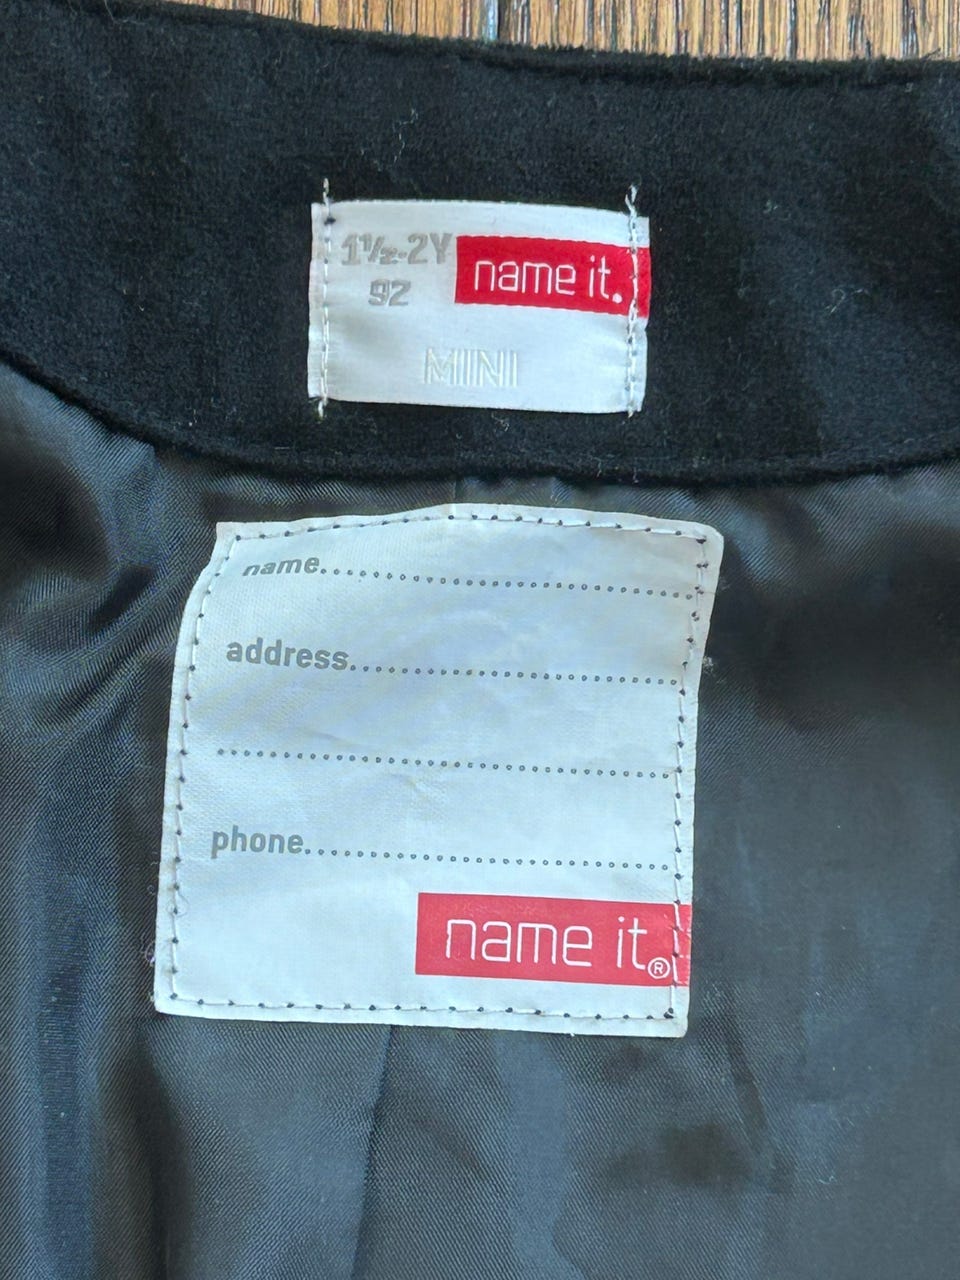 1½-2Y
92
name it.
MINI
name
address
phone
name it.®